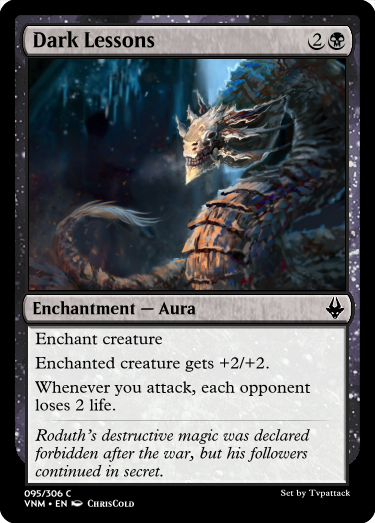 Dark Lessons 2
Enchantment — Aura
Enchant creature
Enchanted creature gets +2/+2.
Whenever you attack, each opponent
loses 2 life.
Roduth's destructive magic was declared
forbidden after the war, but his followers
continued in secret.
095/306 C
VNM • EN ChrisCold
Set by Tvpattack